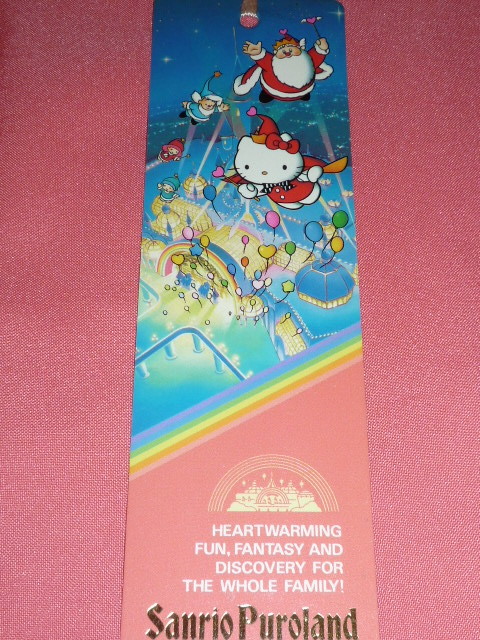 HEARTWARMING
FUN, FANTASY AND
DISCOVERY FOR
THE WHOLE FAMILY!
Sanrio Puroland